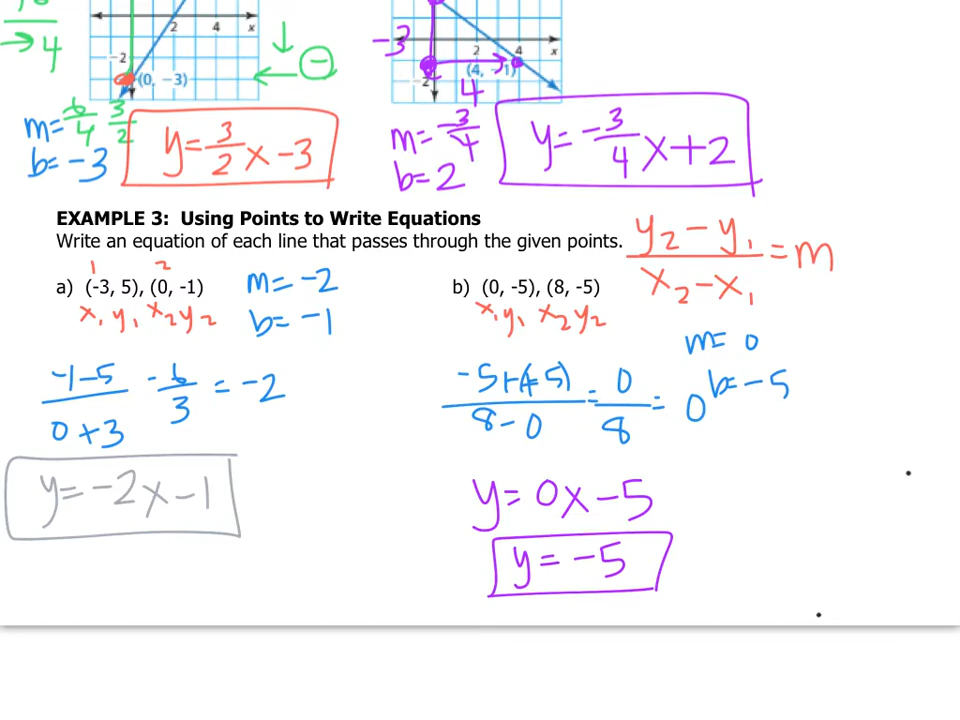 → 4
2 4 x
-2
(0, -3)
↓
← ⊖
-3
2 4 x
(4, -1)
-2
4
m= 6/4 3/2
b= -3
y= 3/2 x -3
m= -3/4
b= 2
y= -3/4 x+2
EXAMPLE 3: Using Points to Write Equations
Write an equation of each line that passes through the given points.
y2 - y1 / x2 - x1 = m
1 2
a) (-3, 5), (0, -1)
x1 y1 x2 y2
m= -2
b= -1
b) (0, -5), (8, -5)
x1 y1 x2 y2
m= 0
b= -5
-1-5 / 0+3 -6/3 = -2
y= -2x-1
-5+(+5) / 8-0 = 0/8 = 0
y= 0x-5
y= -5